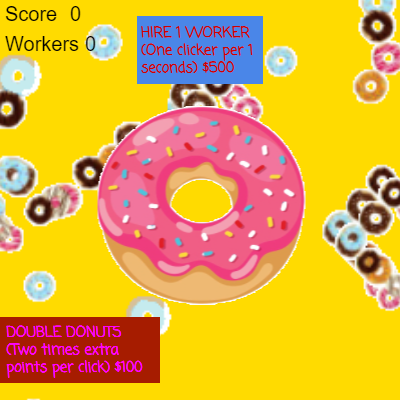 Score 0
Workers 0
HIRE 1 WORKER
(One clicker per 1
seconds) $500
DOUBLE DONUTS
(Two times extra
points per click) $100